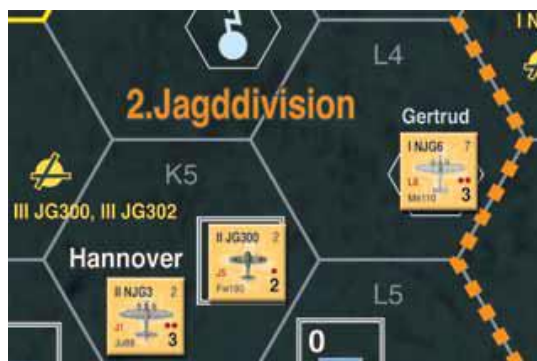 I N
L4
2.Jagddivision
Gertrud
I NJG6 7
L4
Me110 3
K5
III JG300, III JG302
II JG300 2
J5
Fw190 2
Hannover
II NJG3 2
J1
Ju88 3
L5
0